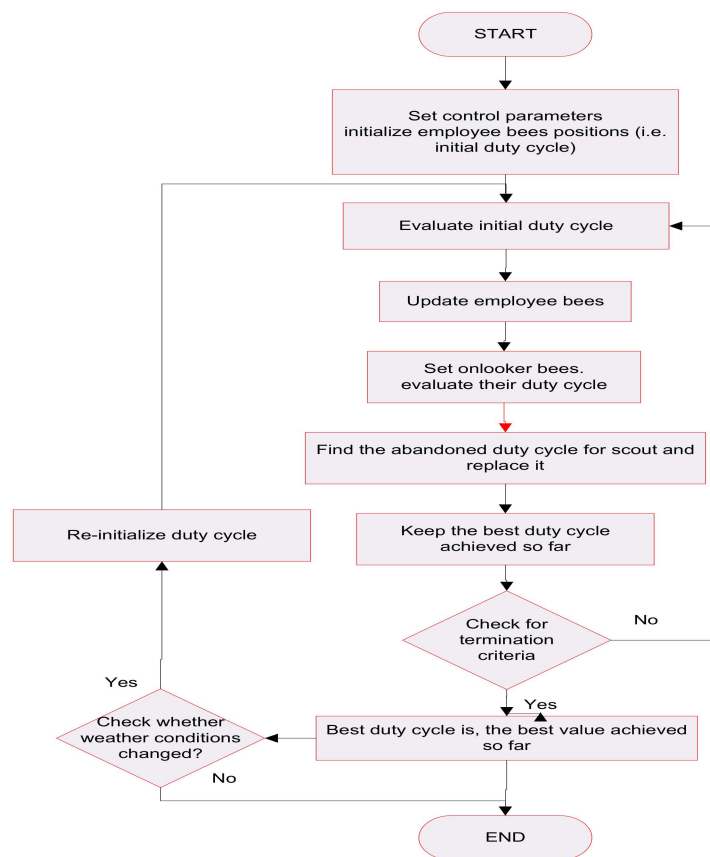 START
Set control parameters
initialize employee bees positions (i.e.
initial duty cycle)
Evaluate initial duty cycle
Update employee bees
Set onlooker bees.
evaluate their duty cycle
Find the abandoned duty cycle for scout and
replace it
Re-initialize duty cycle
Keep the best duty cycle
achieved so far
Check for
termination
criteria
No
Yes
Yes
Check whether
weather conditions
changed?
Best duty cycle is, the best value achieved
so far
No
END